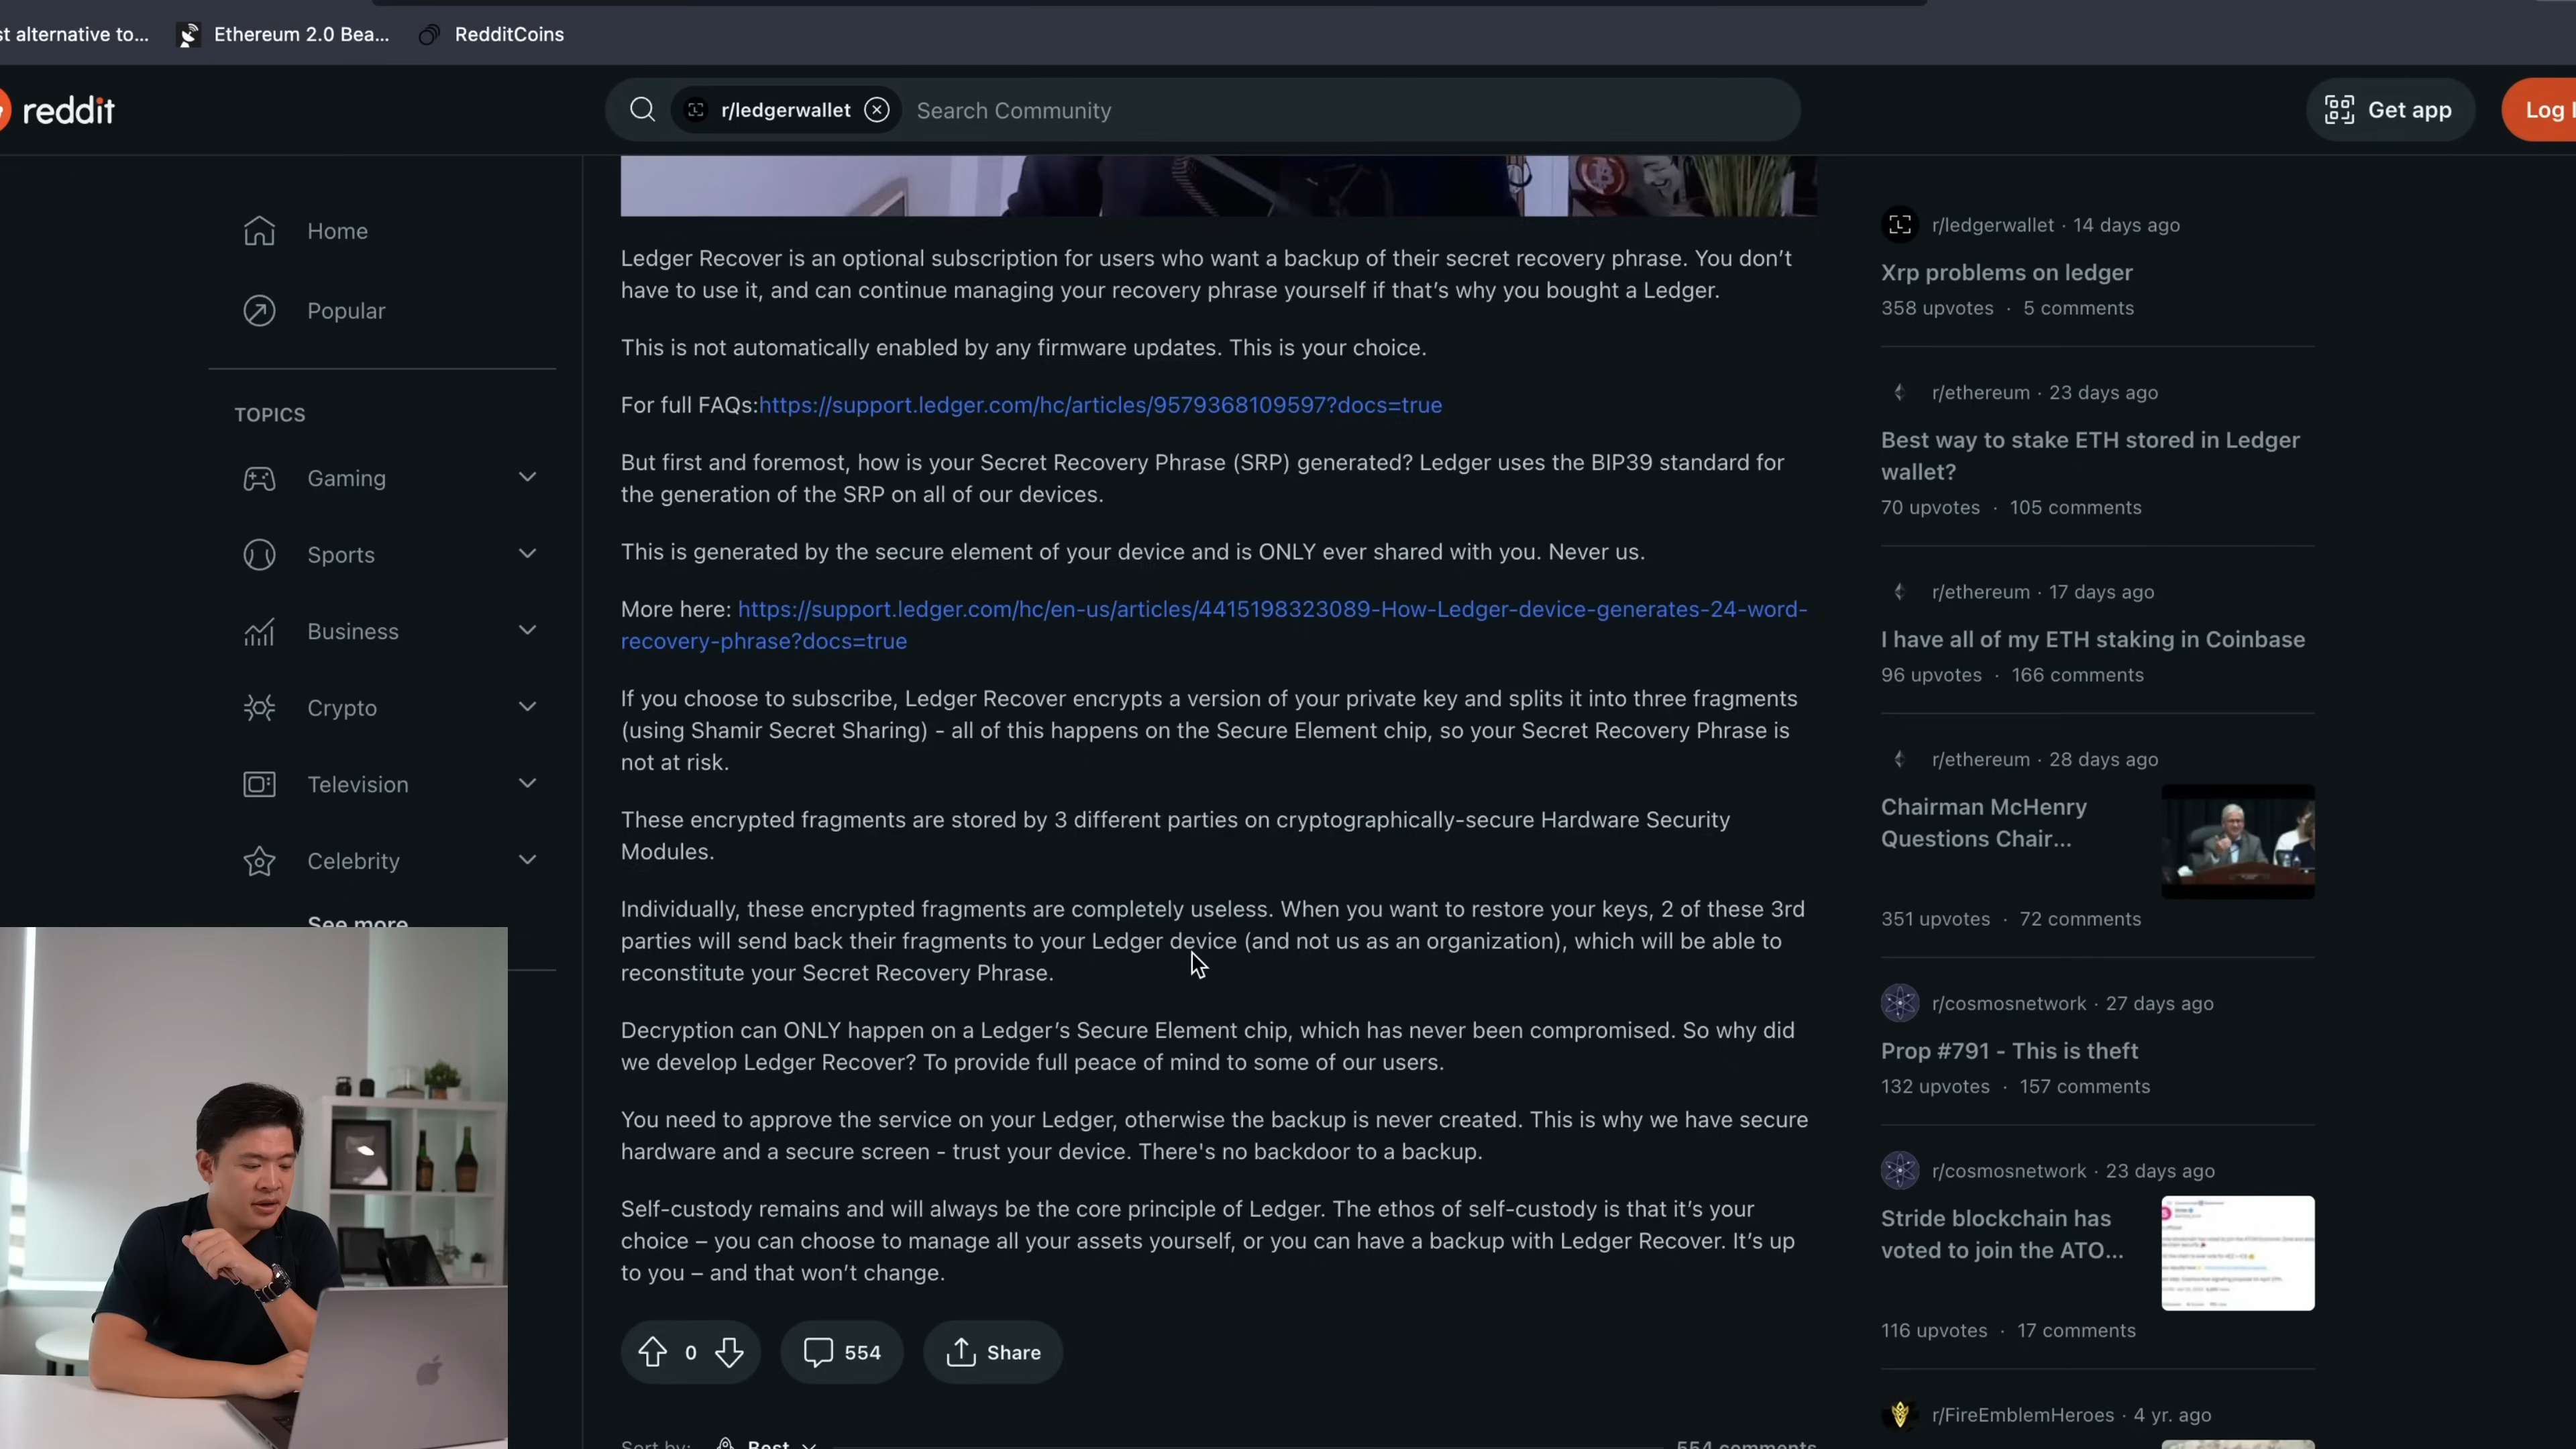 Ethereum 2.0 Bea...
RedditCoins
alternative to...
reddit
r/ledgerwallet
Search Community
Get app
Log
Home
Popular
TOPICS
Gaming
Sports
Business
Crypto
Television
Celebrity
See more
Ledger Recover is an optional subscription for users who want a backup of their secret recovery phrase. You don’t
have to use it, and can continue managing your recovery phrase yourself if that’s why you bought a Ledger.
This is not automatically enabled by any firmware updates. This is your choice.
For full FAQs:https://support.ledger.com/hc/articles/9579368109597?docs=true
But first and foremost, how is your Secret Recovery Phrase (SRP) generated? Ledger uses the BIP39 standard for
the generation of the SRP on all of our devices.
This is generated by the secure element of your device and is ONLY ever shared with you. Never us.
More here: https://support.ledger.com/hc/en-us/articles/4415198323089-How-Ledger-device-generates-24-word-
recovery-phrase?docs=true
If you choose to subscribe, Ledger Recover encrypts a version of your private key and splits it into three fragments
(using Shamir Secret Sharing) - all of this happens on the Secure Element chip, so your Secret Recovery Phrase is
not at risk.
These encrypted fragments are stored by 3 different parties on cryptographically-secure Hardware Security
Modules.
Individually, these encrypted fragments are completely useless. When you want to restore your keys, 2 of these 3rd
parties will send back their fragments to your Ledger device (and not us as an organization), which will be able to
reconstitute your Secret Recovery Phrase.
Decryption can ONLY happen on a Ledger’s Secure Element chip, which has never been compromised. So why did
we develop Ledger Recover? To provide full peace of mind to some of our users.
You need to approve the service on your Ledger, otherwise the backup is never created. This is why we have secure
hardware and a secure screen - trust your device. There's no backdoor to a backup.
Self-custody remains and will always be the core principle of Ledger. The ethos of self-custody is that it’s your
choice – you can choose to manage all your assets yourself, or you can have a backup with Ledger Recover. It’s up
to you – and that won’t change.
0
554
Share
Sort by: Best
554 comments
r/ledgerwallet · 14 days ago
Xrp problems on ledger
358 upvotes · 5 comments
r/ethereum · 23 days ago
Best way to stake ETH stored in Ledger
wallet?
70 upvotes · 105 comments
r/ethereum · 17 days ago
I have all of my ETH staking in Coinbase
96 upvotes · 166 comments
r/ethereum · 28 days ago
Chairman McHenry
Questions Chair...
351 upvotes · 72 comments
r/cosmosnetwork · 27 days ago
Prop #791 - This is theft
132 upvotes · 157 comments
r/cosmosnetwork · 23 days ago
Stride blockchain has
voted to join the ATO...
116 upvotes · 17 comments
r/FireEmblemHeroes · 4 yr. ago